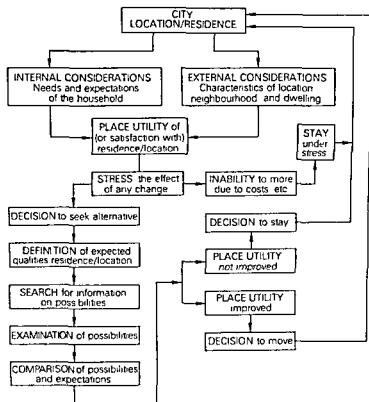 CITY
LOCATION/RESIDENCE
INTERNAL CONSIDERATIONS
Needs and expectations
of the household
EXTERNAL CONSIDERATIONS
Characteristics of location
neighbourhood and dwelling
PLACE UTILITY of
(or satisfaction with)
residence/location
STAY
under
stress
STRESS the effect
of any change
INABILITY to more
due to costs etc
DECISION to seek alternative
DECISION to stay
DEFINITION of expected
qualities residence/location
PLACE UTILITY
not improved
SEARCH for information
on possibilities
PLACE UTILITY
improved
EXAMINATION of possibilities
DECISION to move
COMPARISON of possibilities
and expectations